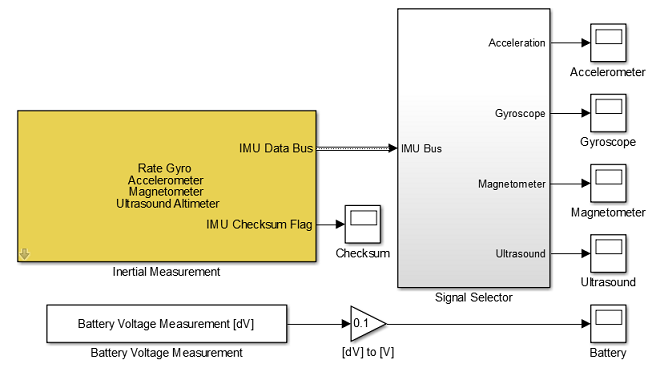 Acceleration
Accelerometer
Gyroscope
Gyroscope
IMU Data Bus
IMU Bus
Rate Gyro
Accelerometer
Magnetometer
Ultrasound Altimeter
Magnetometer
Magnetometer
IMU Checksum Flag
Checksum
Ultrasound
Ultrasound
Inertial Measurement
Signal Selector
Battery Voltage Measurement [dV]
0.1
Battery Voltage Measurement
[dV] to [V]
Battery